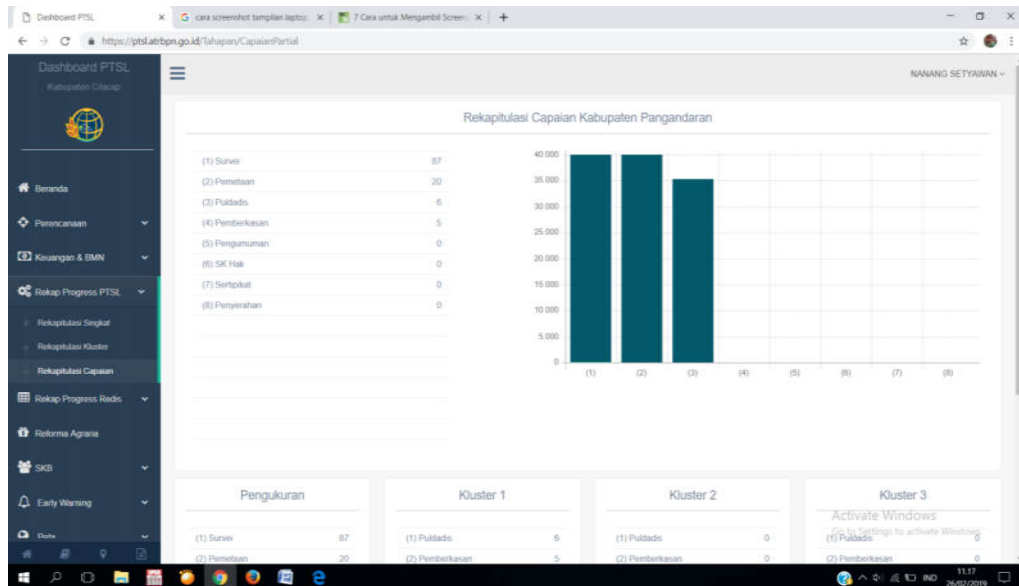 Dashboard PTSL
cara screenshot tampilan laptop
7 Cara untuk Mengambil Screen
https://ptsl.atrbpn.go.id/Tahapan/CapaianPartial
Dashboard PTSL
Kabupaten Cilacap
NANANG SETYAWAN
Beranda
Perencanaan
Keuangan & BMN
Rekap Progress PTSL
Rekapitulasi Singkat
Rekapitulasi Kluster
Rekapitulasi Capaian
Rekap Progress Redis
Reforma Agraria
SKB
Early Warning
Rekapitulasi Capaian Kabupaten Pangandaran
(1) Survei 87
(2) Pemetaan 20
(3) Puldadis 6
(4) Pemberkasan 5
(5) Pengumuman 0
(6) SK Hak 0
(7) Sertipikat 0
(8) Penyerahan 0
40.000
35.000
30.000
25.000
20.000
15.000
10.000
5.000
0
(1) (2) (3) (4) (5) (6) (7) (8)
Pengukuran
(1) Survei 87
(2) Pemetaan 20
Kluster 1
(1) Puldadis 6
(2) Pemberkasan 5
Kluster 2
(1) Puldadis 0
(2) Pemberkasan 0
Kluster 3
(1) Puldadis 0
(2) Pemberkasan 0
Activate Windows
Go to Settings to activate Windows.
IND
11.17
26/02/2019